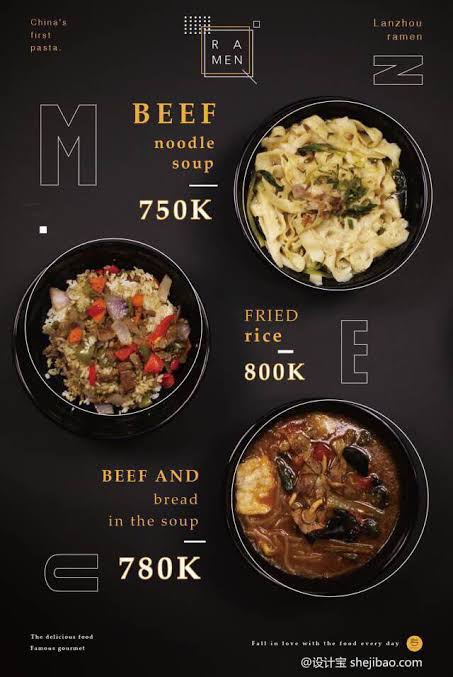 China's
first
pasta.
R A
MEN
Lanzhou
ramen
M
N
BEEF
noodle
soup
750K
FRIED
rice
800K
E
BEEF AND
bread
in the soup
780K
U
The delicious food
Famous gourmet
Fall in love with the food every day
@设计宝 shejibao.com